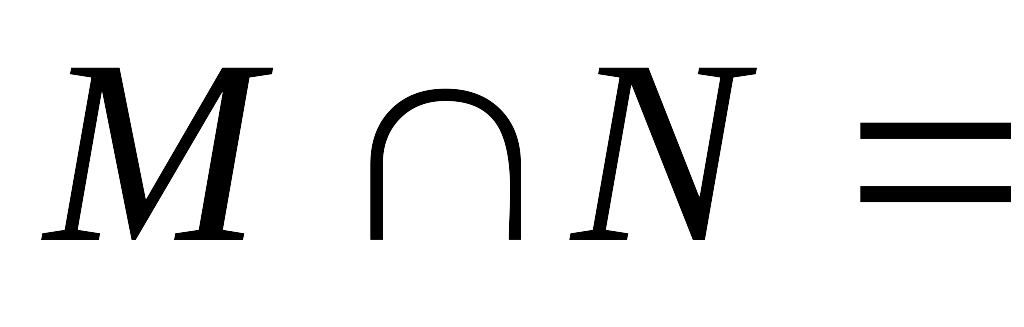 M ∩ N =